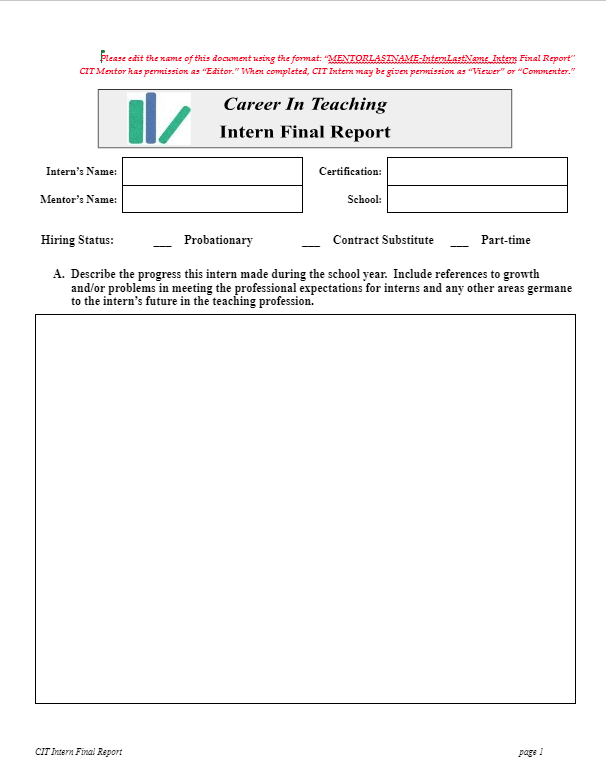 Please edit the name of this document using the format: "MENTORLASTNAME-InternLastName_Intern Final Report"
CIT Mentor has permission as "Editor." When completed, CIT Intern may be given permission as "Viewer" or "Commenter."
Career In Teaching
Intern Final Report
Intern's Name: Certification:
Mentor's Name: School:
Hiring Status: ___ Probationary ___ Contract Substitute ___ Part-time
A. Describe the progress this intern made during the school year. Include references to growth
and/or problems in meeting the professional expectations for interns and any other areas germane
to the intern's future in the teaching profession.
CIT Intern Final Report page 1